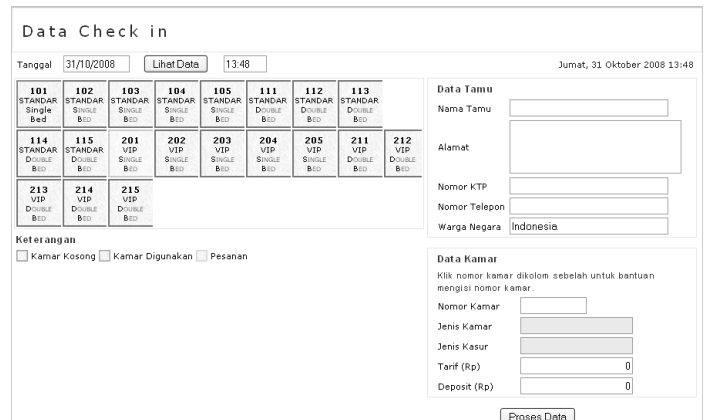 Data Check in
Tanggal 31/10/2008 Lihat Data 13:48 Jumat, 31 Oktober 2008 13:48
101 102 103 104 105 111 112 113
STANDAR STANDAR STANDAR STANDAR STANDAR STANDAR STANDAR STANDAR
Single Single Single Single Single Double Double Double
Bed Bed Bed Bed Bed Bed Bed Bed
114 115 201 202 203 204 205 211 212
STANDAR STANDAR VIP VIP VIP VIP VIP VIP VIP
Double Double Single Single Single Single Single Double Double
Bed Bed Bed Bed Bed Bed Bed Bed Bed
213 214 215
VIP VIP VIP
Double Double Double
Bed Bed Bed
Keterangan
Kamar Kosong Kamar Digunakan Pesanan
Data Tamu
Nama Tamu
Alamat
Nomor KTP
Nomor Telepon
Warga Negara Indonesia
Data Kamar
Klik nomor kamar dikolom sebelah untuk bantuan
mengisi nomor kamar.
Nomor Kamar
Jenis Kamar
Jenis Kasur
Tarif (Rp) 0
Deposit (Rp) 0
Proses Data